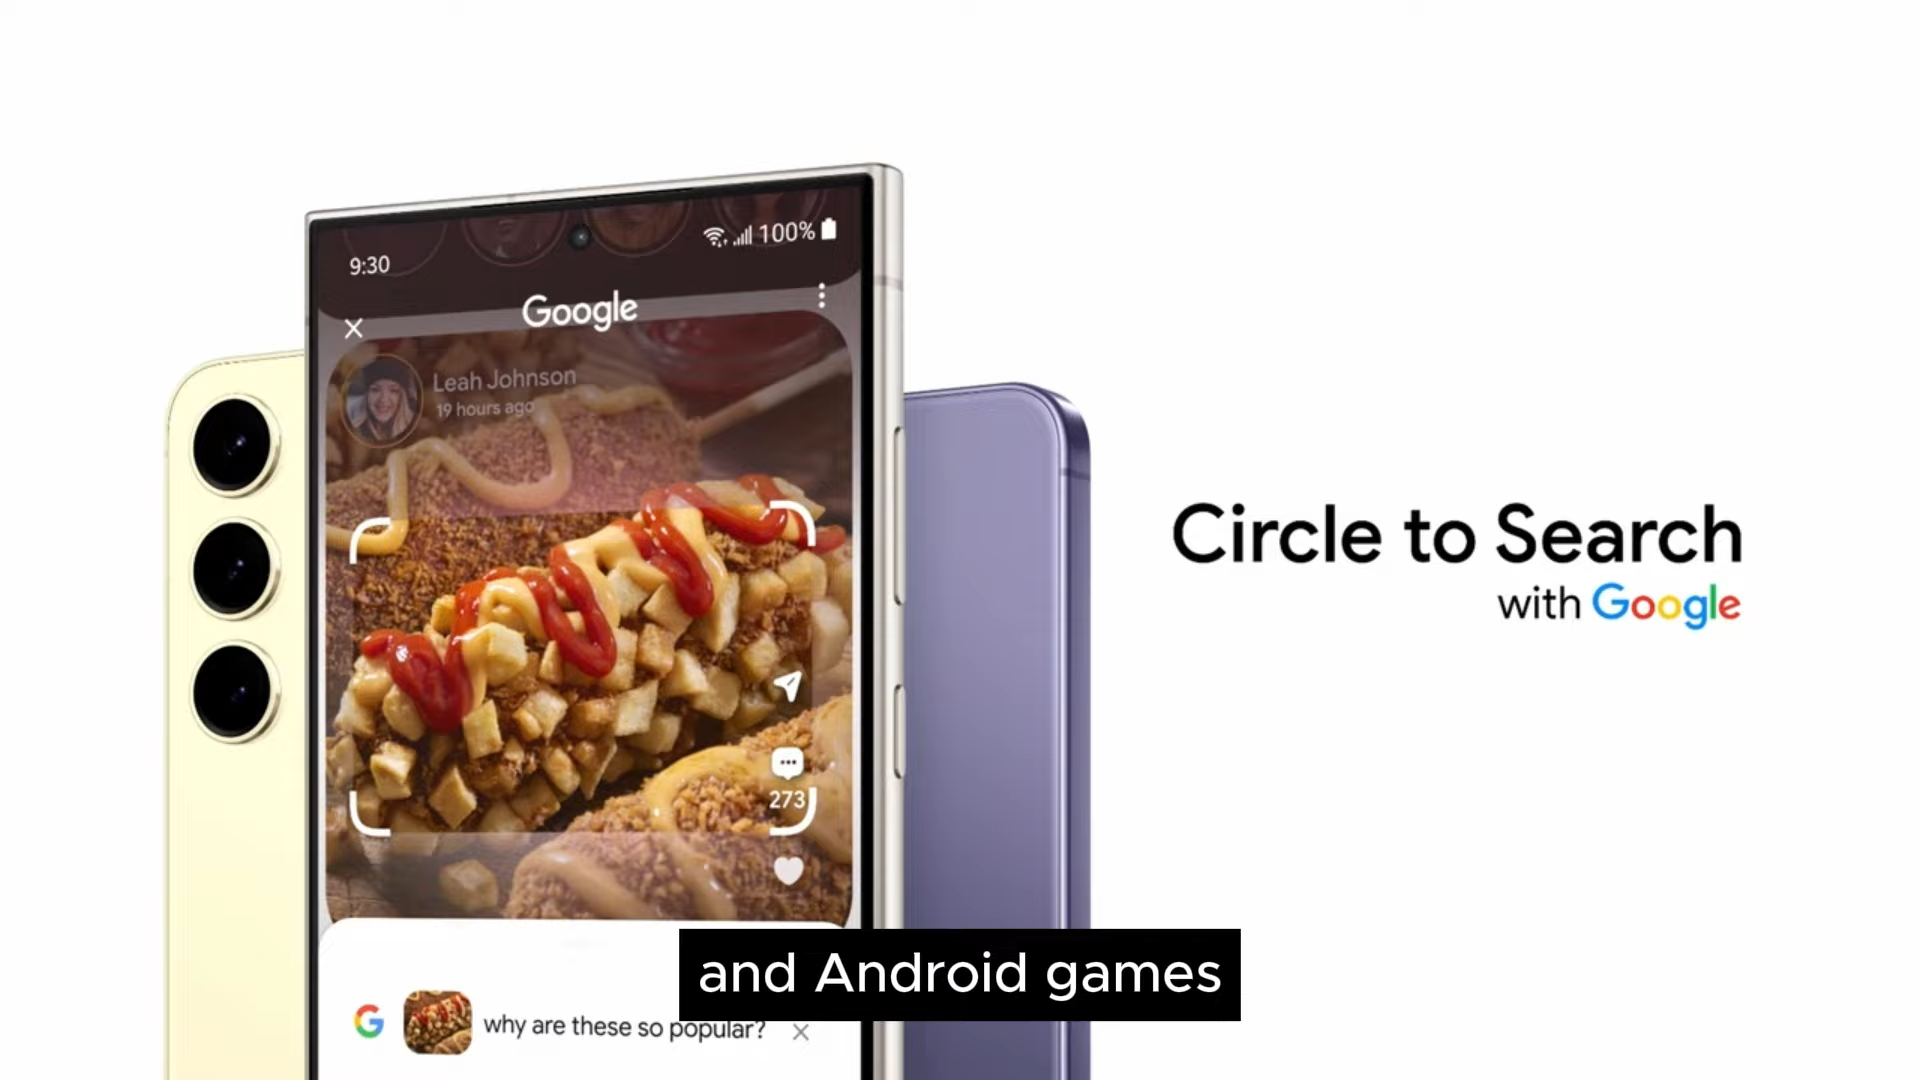 9:30
100%
Google
Leah Johnson
19 hours ago
273
Circle to Search
with Google
and Android games
G
why are these so popular?